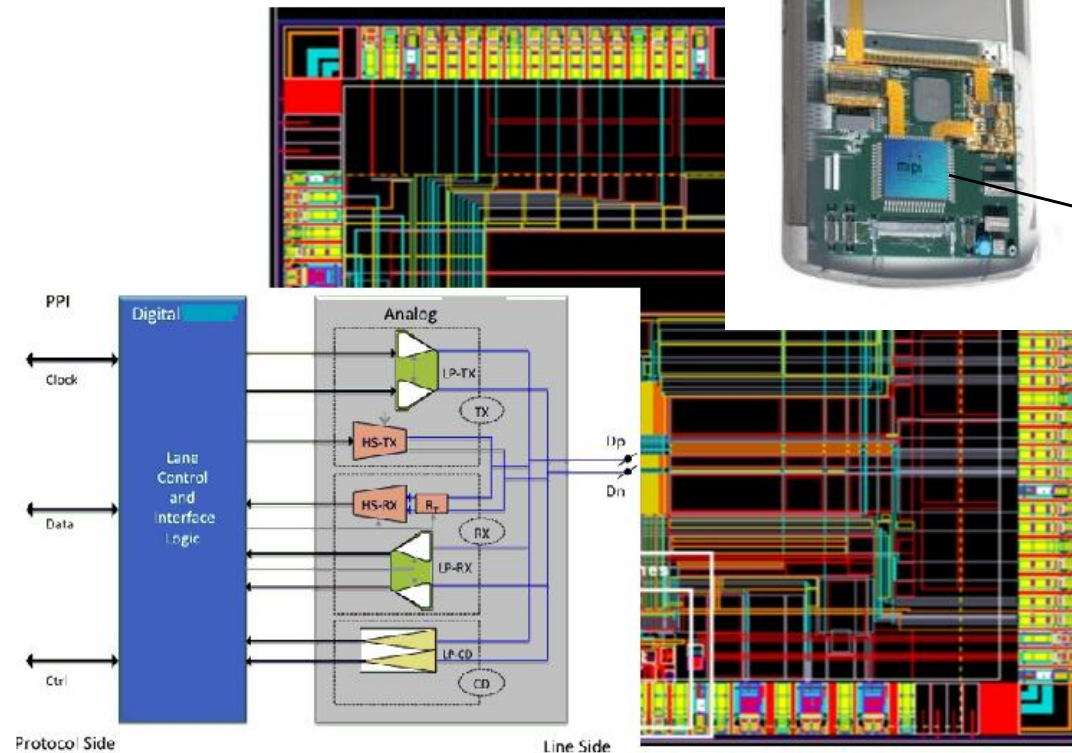 mipi
PPI
Digital
Analog
LP-TX
Clock
TX
HS-TX
Dp
Lane
Control
and
Interface
Logic
HS-RX
RT
Dn
Data
RX
LP-RX
LP-CD
CD
Ctrl
Protocol Side
Line Side